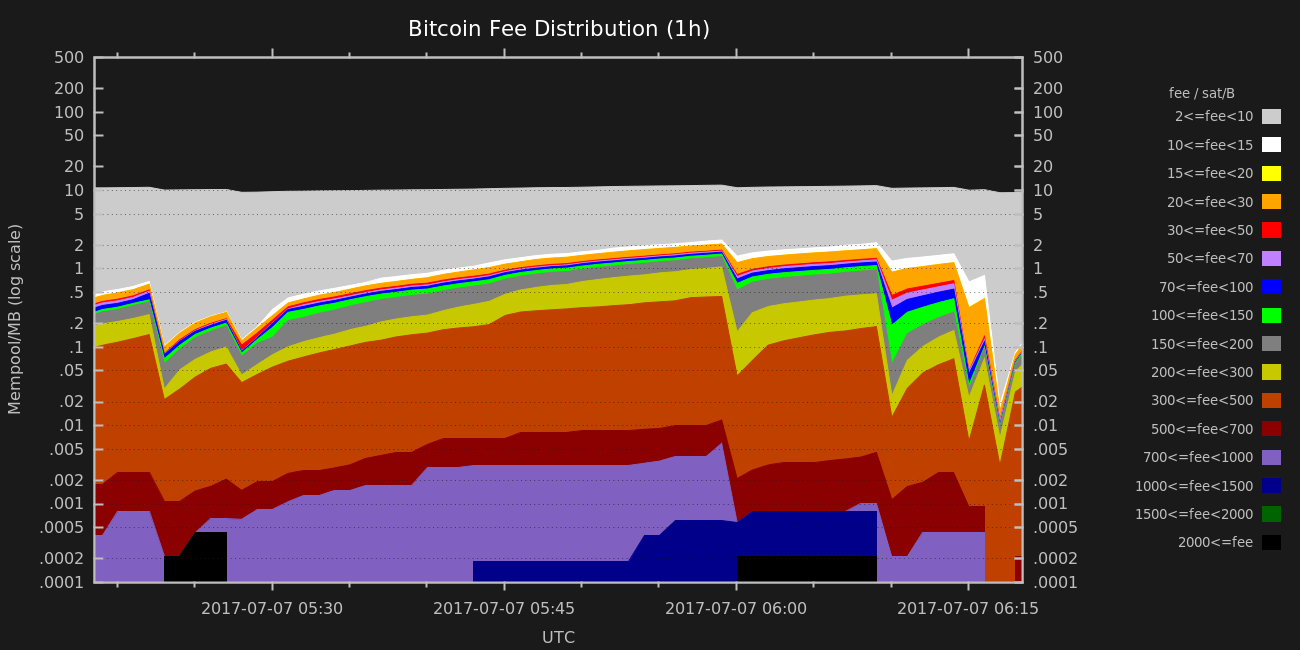 Bitcoin Fee Distribution (1h)
500 500
200 200
100 100
50 50
20 20
10 10
5 5
2 2
1 1
.5 .5
.2 .2
.1 .1
.05 .05
.02 .02
.01 .01
.005 .005
.002 .002
.001 .001
.0005 .0005
.0002 .0002
.0001 .0001
Mempool/MB (log scale)
2017-07-07 05:30 2017-07-07 05:45 2017-07-07 06:00 2017-07-07 06:15
UTC
fee / sat/B
2<=fee<10
10<=fee<15
15<=fee<20
20<=fee<30
30<=fee<50
50<=fee<70
70<=fee<100
100<=fee<150
150<=fee<200
200<=fee<300
300<=fee<500
500<=fee<700
700<=fee<1000
1000<=fee<1500
1500<=fee<2000
2000<=fee